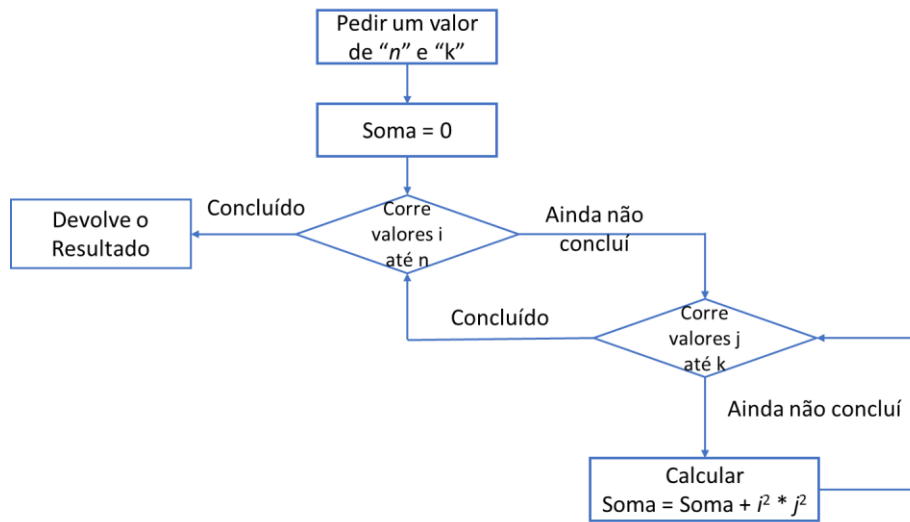 Pedir um valor
de “n” e “k”
Soma = 0
Corre
valores i
até n
Concluído
Devolve o
Resultado
Ainda não
concluí
Corre
valores j
até k
Concluído
Ainda não concluí
Calcular
Soma = Soma + i² * j²